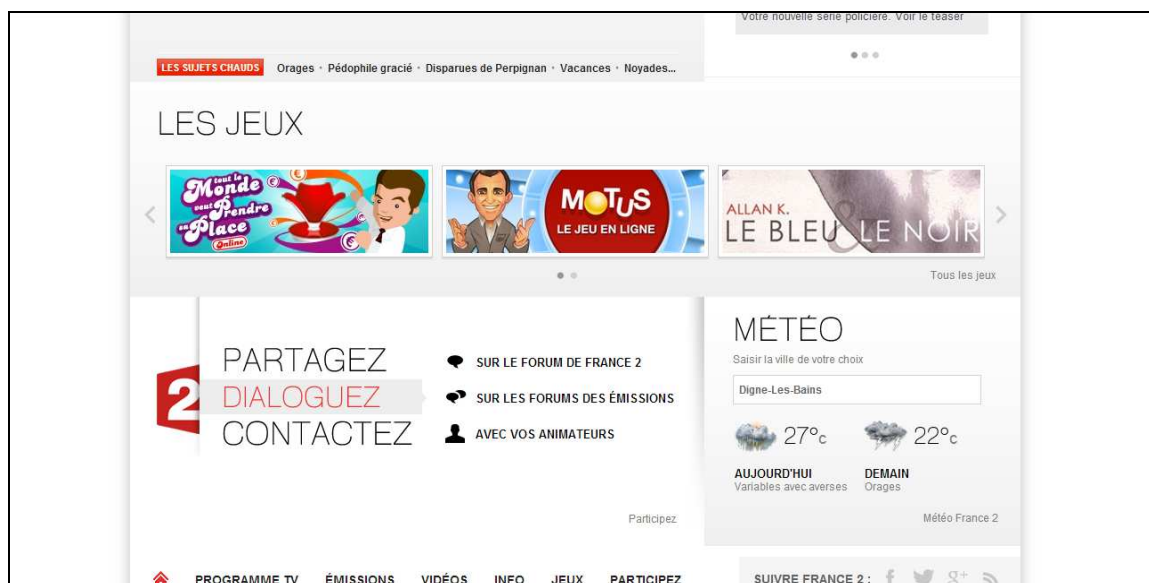 Votre nouvelle série policière. Voir le teaser
LES SUJETS CHAUDS Orages · Pédophile gracié · Disparues de Perpignan · Vacances · Noyades...
LES JEUX
tout le
Monde
veut Prendre
sa Place
Online
MOTUS
LE JEU EN LIGNE
ALLAN K.
LE BLEU & LE NOIR
Tous les jeux
2
PARTAGEZ
DIALOGUEZ
CONTACTEZ
SUR LE FORUM DE FRANCE 2
SUR LES FORUMS DES ÉMISSIONS
AVEC VOS ANIMATEURS
Participez
MÉTÉO
Saisir la ville de votre choix
Digne-Les-Bains
27°c 22°c
AUJOURD'HUI DEMAIN
Variables avec averses Orages
Météo France 2
PROGRAMME TV ÉMISSIONS VIDÉOS INFO JEUX PARTICIPEZ
SUIVRE FRANCE 2 :